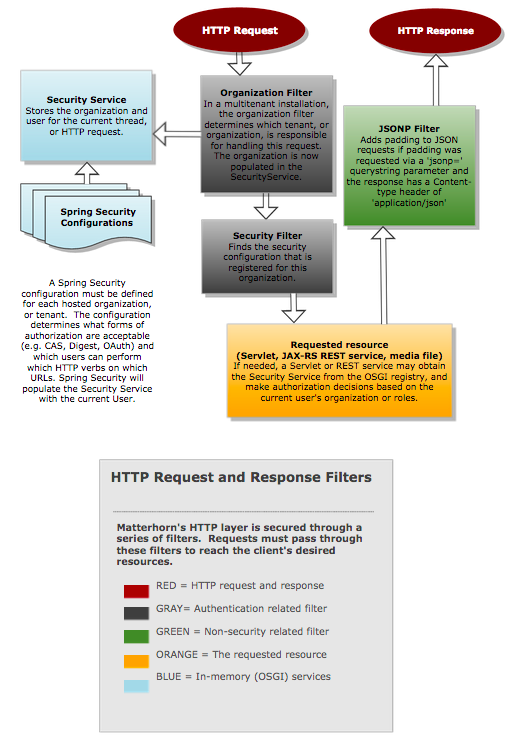 HTTP Request
HTTP Response
Security Service
Stores the organization and
user for the current thread,
or HTTP request.
Organization Filter
In a multitenant installation,
the organization filter
determines which tenant, or
organization, is responsible
for handling this request.
The organization is now
populated in the
SecurityService.
JSONP Filter
Adds padding to JSON
requests if padding was
requested via a 'jsonp='
querystring parameter and
the response has a Content-
type header of
'application/json'
Spring Security
Configurations
Security Filter
Finds the security
configuration that is
registered for this
organization.
A Spring Security
configuration must be defined
for each hosted organization,
or tenant. The configuration
determines what forms of
authorization are acceptable
(e.g. CAS, Digest, OAuth) and
which users can perform
which HTTP verbs on which
URLs. Spring Security will
populate the Security Service
with the current User.
Requested resource
(Servlet, JAX-RS REST service, media file)
If needed, a Servlet or REST service may obtain
the Security Service from the OSGI registry, and
make authorization decisions based on the
current user's organization or roles.
HTTP Request and Response Filters
Matterhorn's HTTP layer is secured through a
series of filters. Requests must pass through
these filters to reach the client's desired
resources.
RED = HTTP request and response
GRAY= Authentication related filter
GREEN = Non-security related filter
ORANGE = The requested resource
BLUE = In-memory (OSGI) services